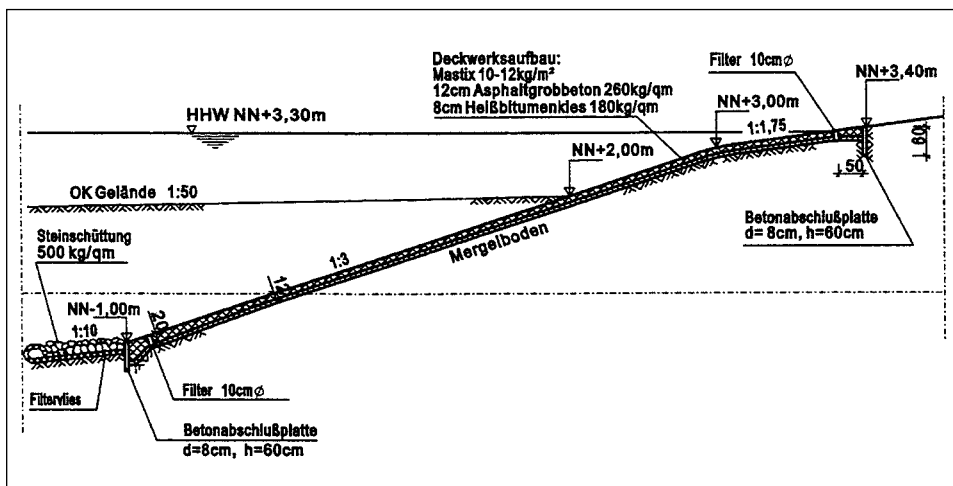 Deckwerksaufbau:
Mastix 10-12kg/m²
12cm Asphaltgrobbeton 260kg/qm
8cm Heißbitumenkies 180kg/qm
Filter 10cmø
NN+3,40m
HHW NN+3,30m
NN+3,00m
1:1,75
NN+2,00m
60
50
OK Gelände 1:50
Betonabschlußplatte
d= 8cm, h=60cm
Steinschüttung
500 kg/qm
Mergelboden
1:3
12
NN-1,00m
20
1:10
Filtervlies
Filter 10cmø
Betonabschlußplatte
d=8cm, h=60cm